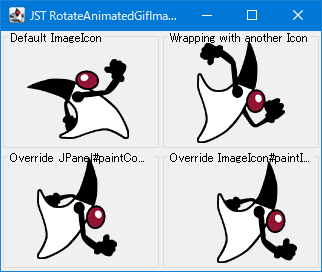 JST RotateAnimatedGifIma...
Default ImageIcon
Wrapping with another Icon
Override JPanel#paintCo...
Override ImageIcon#paintI...